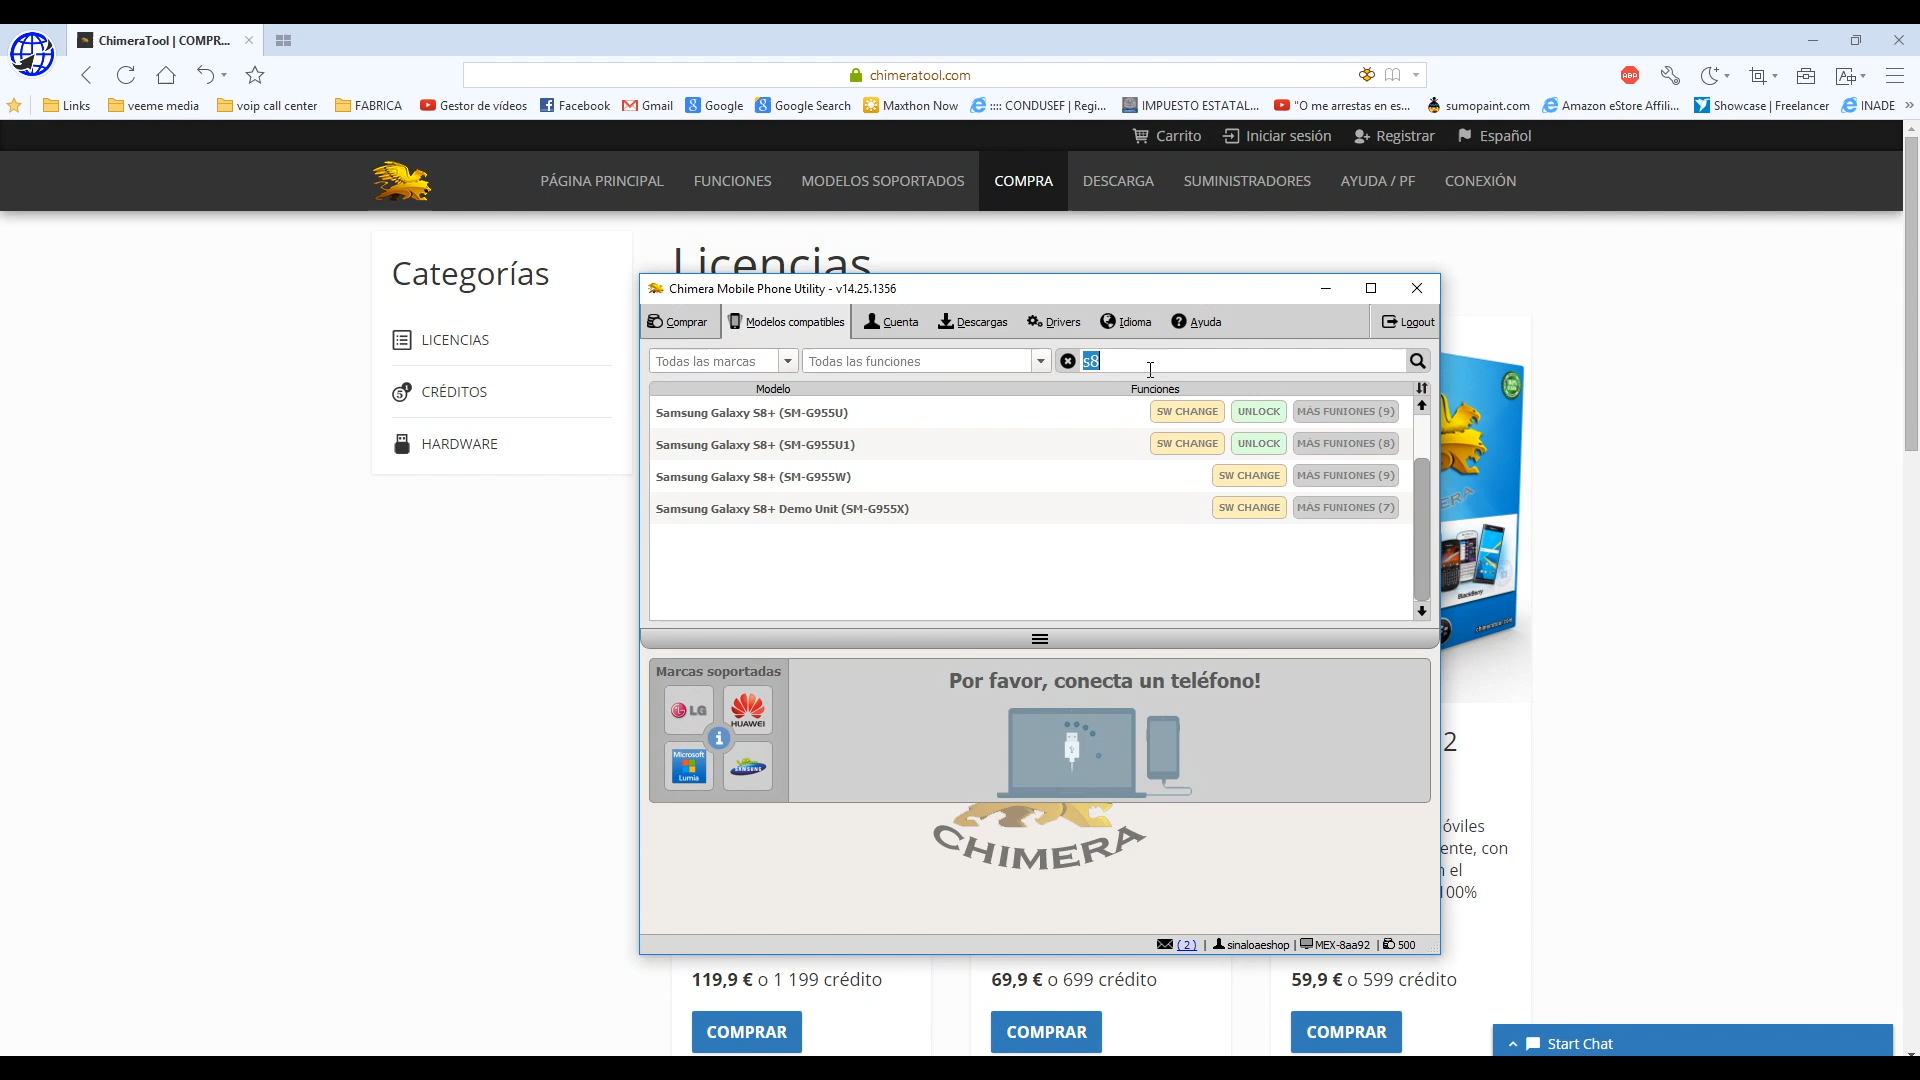 ChimeraTool | COMPR...
chimeratool.com
ABP
Links
veeme media
voip call center
FABRICA
Gestor de vídeos
Facebook
Gmail
Google
Google Search
Maxthon Now
:::: CONDUSEF | Regi...
IMPUESTO ESTATAL...
"O me arrestas en es...
sumopaint.com
Amazon eStore Affili...
Showcase | Freelancer
INADE
Carrito
Iniciar sesión
Registrar
Español
PÁGINA PRINCIPAL
FUNCIONES
MODELOS SOPORTADOS
COMPRA
DESCARGA
SUMINISTRADORES
AYUDA / PF
CONEXIÓN
Categorías
LICENCIAS
CRÉDITOS
HARDWARE
Licencias
Chimera Mobile Phone Utility - v14.25.1356
Comprar
Modelos compatibles
Cuenta
Descargas
Drivers
Idioma
Ayuda
Logout
Todas las marcas
Todas las funciones
s8
Modelo
Funciones
Samsung Galaxy S8+ (SM-G955U)
SW CHANGE
UNLOCK
MÁS FUNIONES (9)
Samsung Galaxy S8+ (SM-G955U1)
SW CHANGE
UNLOCK
MÁS FUNIONES (8)
Samsung Galaxy S8+ (SM-G955W)
SW CHANGE
MÁS FUNIONES (9)
Samsung Galaxy S8+ Demo Unit (SM-G955X)
SW CHANGE
MÁS FUNIONES (7)
Marcas soportadas
LG
HUAWEI
Microsoft
Lumia
SAMSUNG
Por favor, conecta un teléfono!
CHIMERA
(2)
sinaloaeshop
MEX-8aa92
500
BlackBerry
chimeratool.com
2
óviles
ente, con
el
100%
119,9 € o 1 199 crédito
69,9 € o 699 crédito
59,9 € o 599 crédito
COMPRAR
COMPRAR
COMPRAR
Start Chat